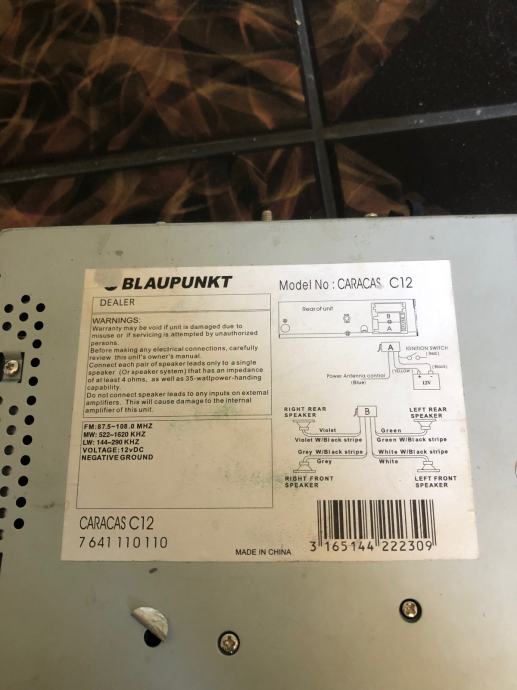 BLAUPUNKT
Model No : CARACAS C12
DEALER
WARNINGS:
Warranty may be void if unit is damaged due to
misuse or if servicing is attempted by unauthorized
persons.
Before making any electrical connections, carefully
review this unit's owner's manual.
Connect each pair of speaker leads only to a single
speaker (Or speaker system) that has an impedance
of at least 4 ohms, as well as 35-wattpower-handing
capability.
Do not connect speaker leads to any inputs on external
amplifiers. This will cause damage to the internal
amplifier of this unit.
FM: 87.5~108.0 MHZ
MW: 522~1620 KHZ
LW: 144~290 KHZ
VOLTAGE: 12vDC
NEGATIVE GROUND
CARACAS C12
7 641 110 110
MADE IN CHINA
Rear of unit
B
A
A
IGNITION SWITCH
(Red)
(YELLOW)
(Black)
Power Antenna control
(Blue)
12V
B
RIGHT REAR
SPEAKER
LEFT REAR
SPEAKER
Violet
Green
Violet W/Black stripe
Green W/Black stripe
Grey W/Black stripe
White W/Black stripe
Grey
White
RIGHT FRONT
SPEAKER
LEFT FRONT
SPEAKER
3 165144 222309